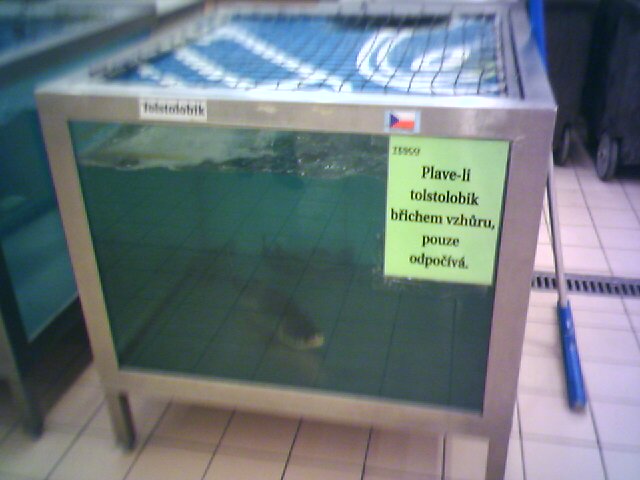 tolstolobik
TESCO
Plave-li
tolstolobik
břichem vzhůru,
pouze
odpočívá.